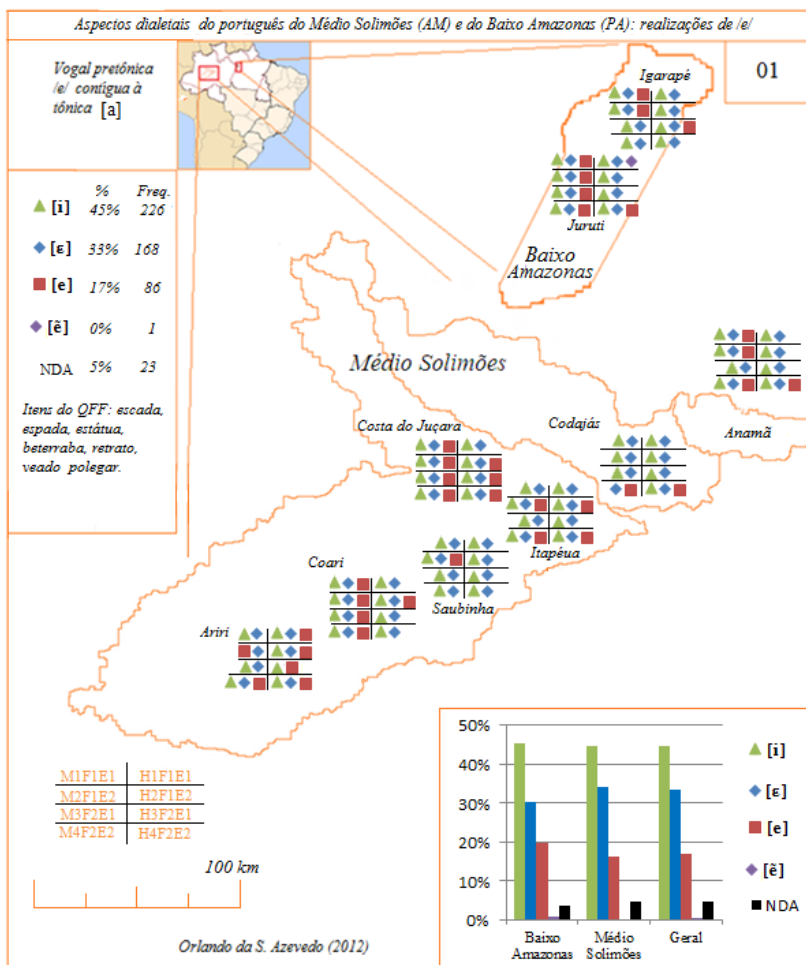 Aspectos dialetais do português do Médio Solimões (AM) e do Baixo Amazonas (PA): realizações de /e/
Vogal pretônica
/e/ contígua à
tônica [a]
01
Igarapé
Juruti
Baixo
Amazonas
% Freq.
[i] 45% 226
[ɛ] 33% 168
[e] 17% 86
[ẽ] 0% 1
NDA 5% 23
Itens do QFF: escada,
espada, estátua,
beterraba, retrato,
veado polegar.
Médio Solimões
Costa do Juçara
Codajás
Anamã
Itapéua
Coari
Saubinha
Ariri
M1F1E1 H1F1E1
M2F1E2 H2F1E2
M3F2E1 H3F2E1
M4F2E2 H4F2E2
100 km
Orlando da S. Azevedo (2012)
50%
40%
30%
20%
10%
0%
Baixo
Amazonas
Médio
Solimões
Geral
[i]
[ɛ]
[e]
[ẽ]
NDA